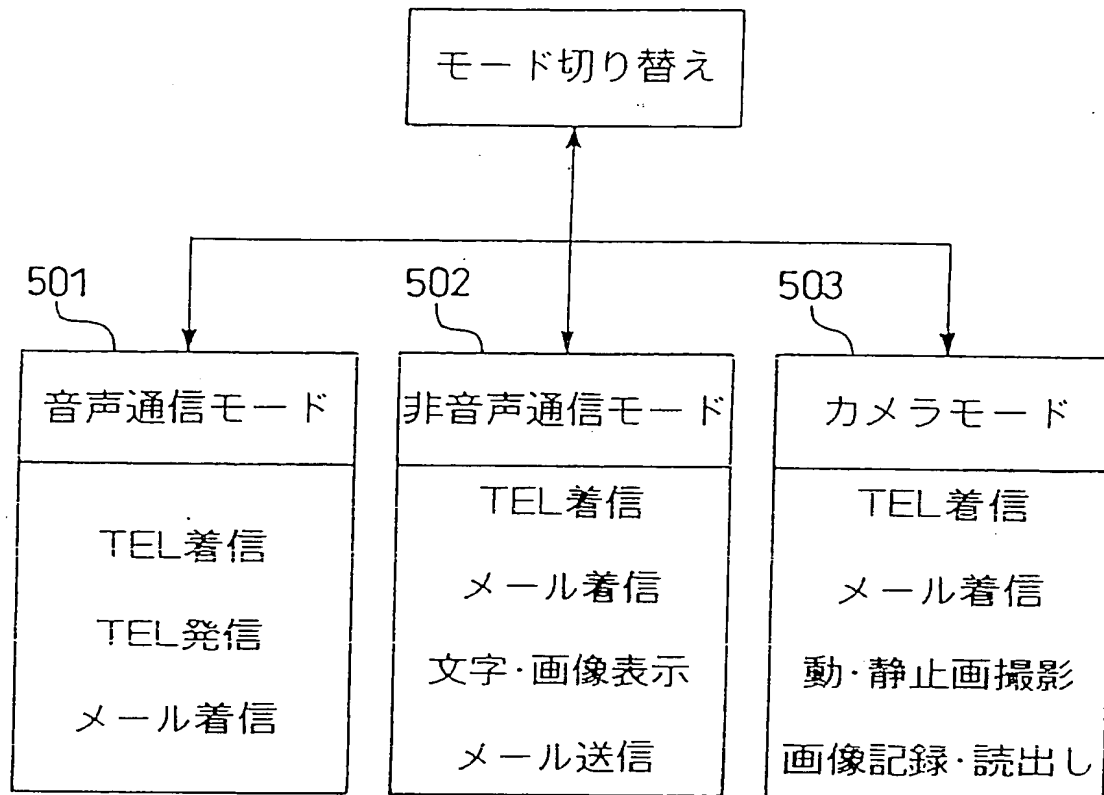 モード切り替え
501
音声通信モード
TEL着信
TEL発信
メール着信
502
非音声通信モード
TEL着信
メール着信
文字・画像表示
メール送信
503
カメラモード
TEL着信
メール着信
動・静止画撮影
画像記録・読出し